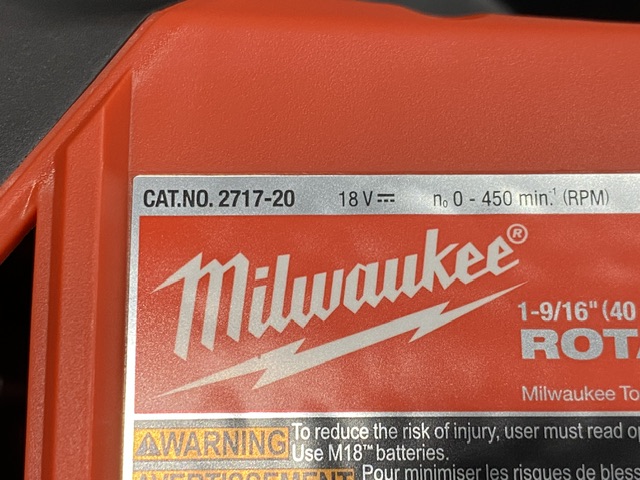 CAT.NO. 2717-20 18 V⎓ n₀ 0 - 450 min.⁻¹ (RPM)
Milwaukee®
1-9/16" (40
ROTA
Milwaukee To
WARNING To reduce the risk of injury, user must read op
Use M18™ batteries.
AVERTISSEMENT Pour minimiser les risques de bless